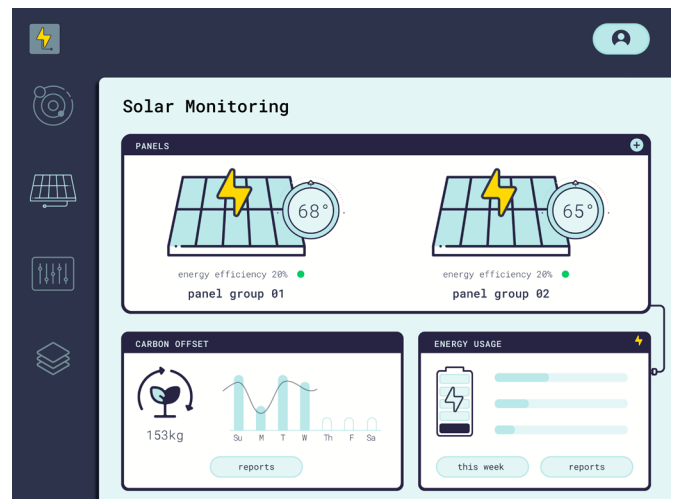 Solar Monitoring
PANELS
68°
65°
energy efficiency 20%
energy efficiency 20%
panel group 01
panel group 02
CARBON OFFSET
ENERGY USAGE
153kg
Su M T W Th F Sa
reports
this week
reports